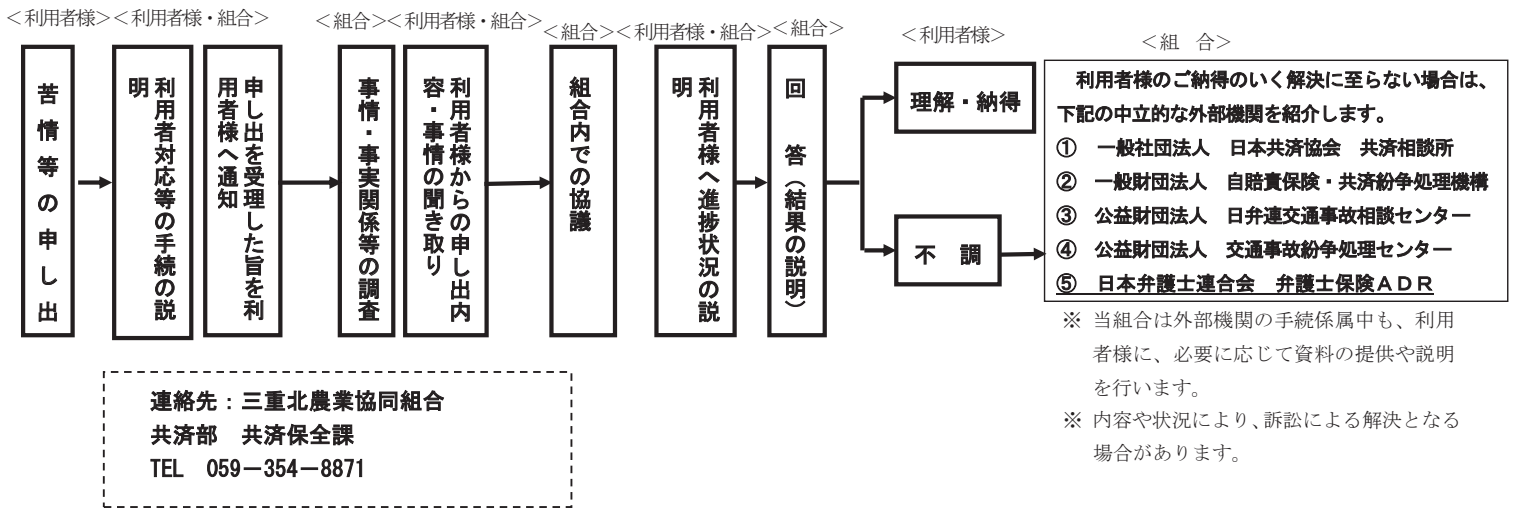 ＜利用者様＞
苦情等の申し出
＜利用者様・組合＞
利用者対応等の手続の説
明
申し出を受理した旨を利
用者様へ通知
＜組合＞
事情・事実関係等の調査
＜利用者様・組合＞
利用者様からの申し出内
容・事情の聞き取り
＜組合＞
組合内での協議
＜利用者様・組合＞
利用者様へ進捗状況の説
明
＜組合＞
回　答（結果の説明）
＜利用者様＞
理解・納得
不　調
＜組　合＞
利用者様のご納得のいく解決に至らない場合は、
下記の中立的な外部機関を紹介します。
①　一般社団法人　日本共済協会　共済相談所
②　一般財団法人　自賠責保険・共済紛争処理機構
③　公益財団法人　日弁連交通事故相談センター
④　公益財団法人　交通事故紛争処理センター
⑤　日本弁護士連合会　弁護士保険ＡＤＲ
※ 当組合は外部機関の手続係属中も、利用
者様に、必要に応じて資料の提供や説明
を行います。
※ 内容や状況により、訴訟による解決となる
場合があります。
連絡先：三重北農業協同組合
共済部　共済保全課
TEL　059－354－8871